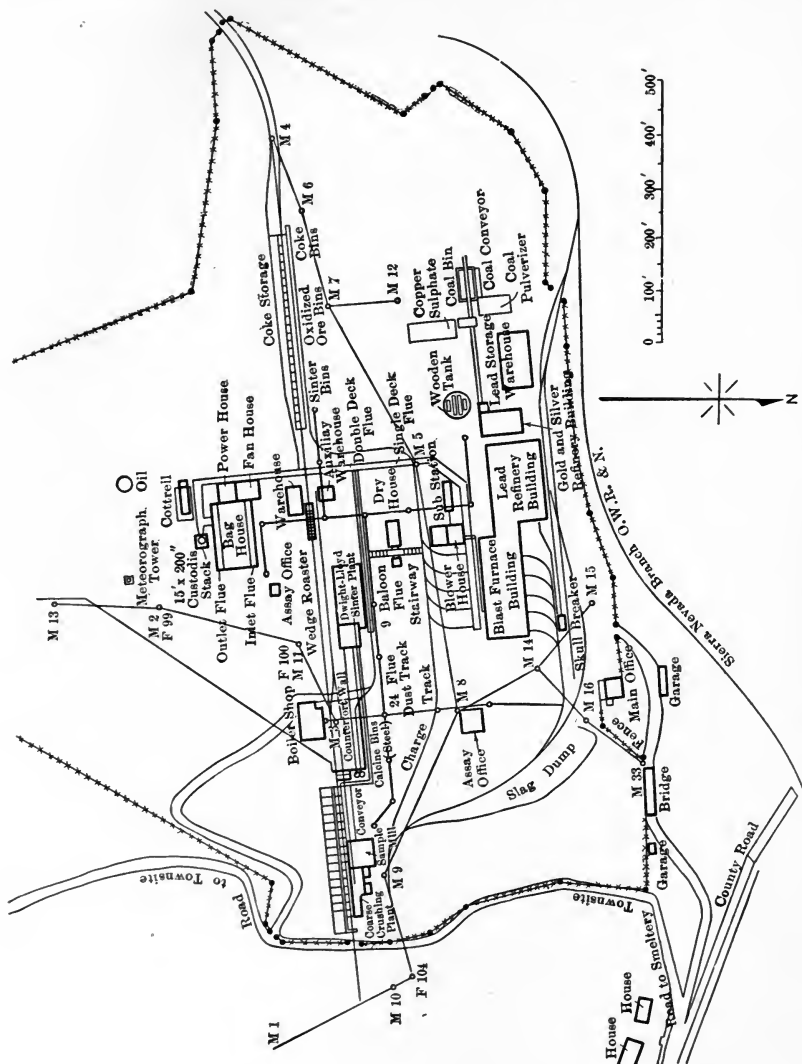 M 4
M 6
Coke
Bins
M 7
M 12
Coke Storage
Oxidized
Ore Bins
Sinter
Bins
Auxiliay
Warehouse
Double Deck
Flue
Single Deck
Flue
M 5
Copper
Sulphate
Coal Bin
Coal Conveyor
Coal
Pulverizer
Wooden
Tank
Lead Storage
Warehouse
Gold and Silver
Refinery Building
0
100'
200'
300'
400'
500'
N
Oil
Cottrell
Power House
Fan House
Warehouse
Meteorograph.
Tower
15' x 200"
Custodis
Stack
Bag
House
Outlet Flue
Inlet Flue
Assay Office
Wedge Roaster
Dwight-Lloyd
Sinter Plant
Dry
House
9 Baloon
Flue
Stairway
Sub Station
Blower
House
Lead
Refinery
Building
Blast Furnace
Building
Skull Breaker
M 15
M 14
M 13
M 2
F 99
F 100
M 11
Boiler Shop
M 3
Counterfort Wall
24 Flue
Dust Track
Track
Charge
M 8
Assay
Office
Calcine Bins
(Steel)
Conveyor
Sample
Mill
M 9
Coarse
Crushing
Plant
Slag Dump
M 16
Main Office
Fence
Garage
M 33
Bridge
Garage
Sierra Nevada Branch O.W.R. & N.
County Road
Road to Smeltery
Townsite
Road
to Townsite
M 1
M 10
F 104
House
House